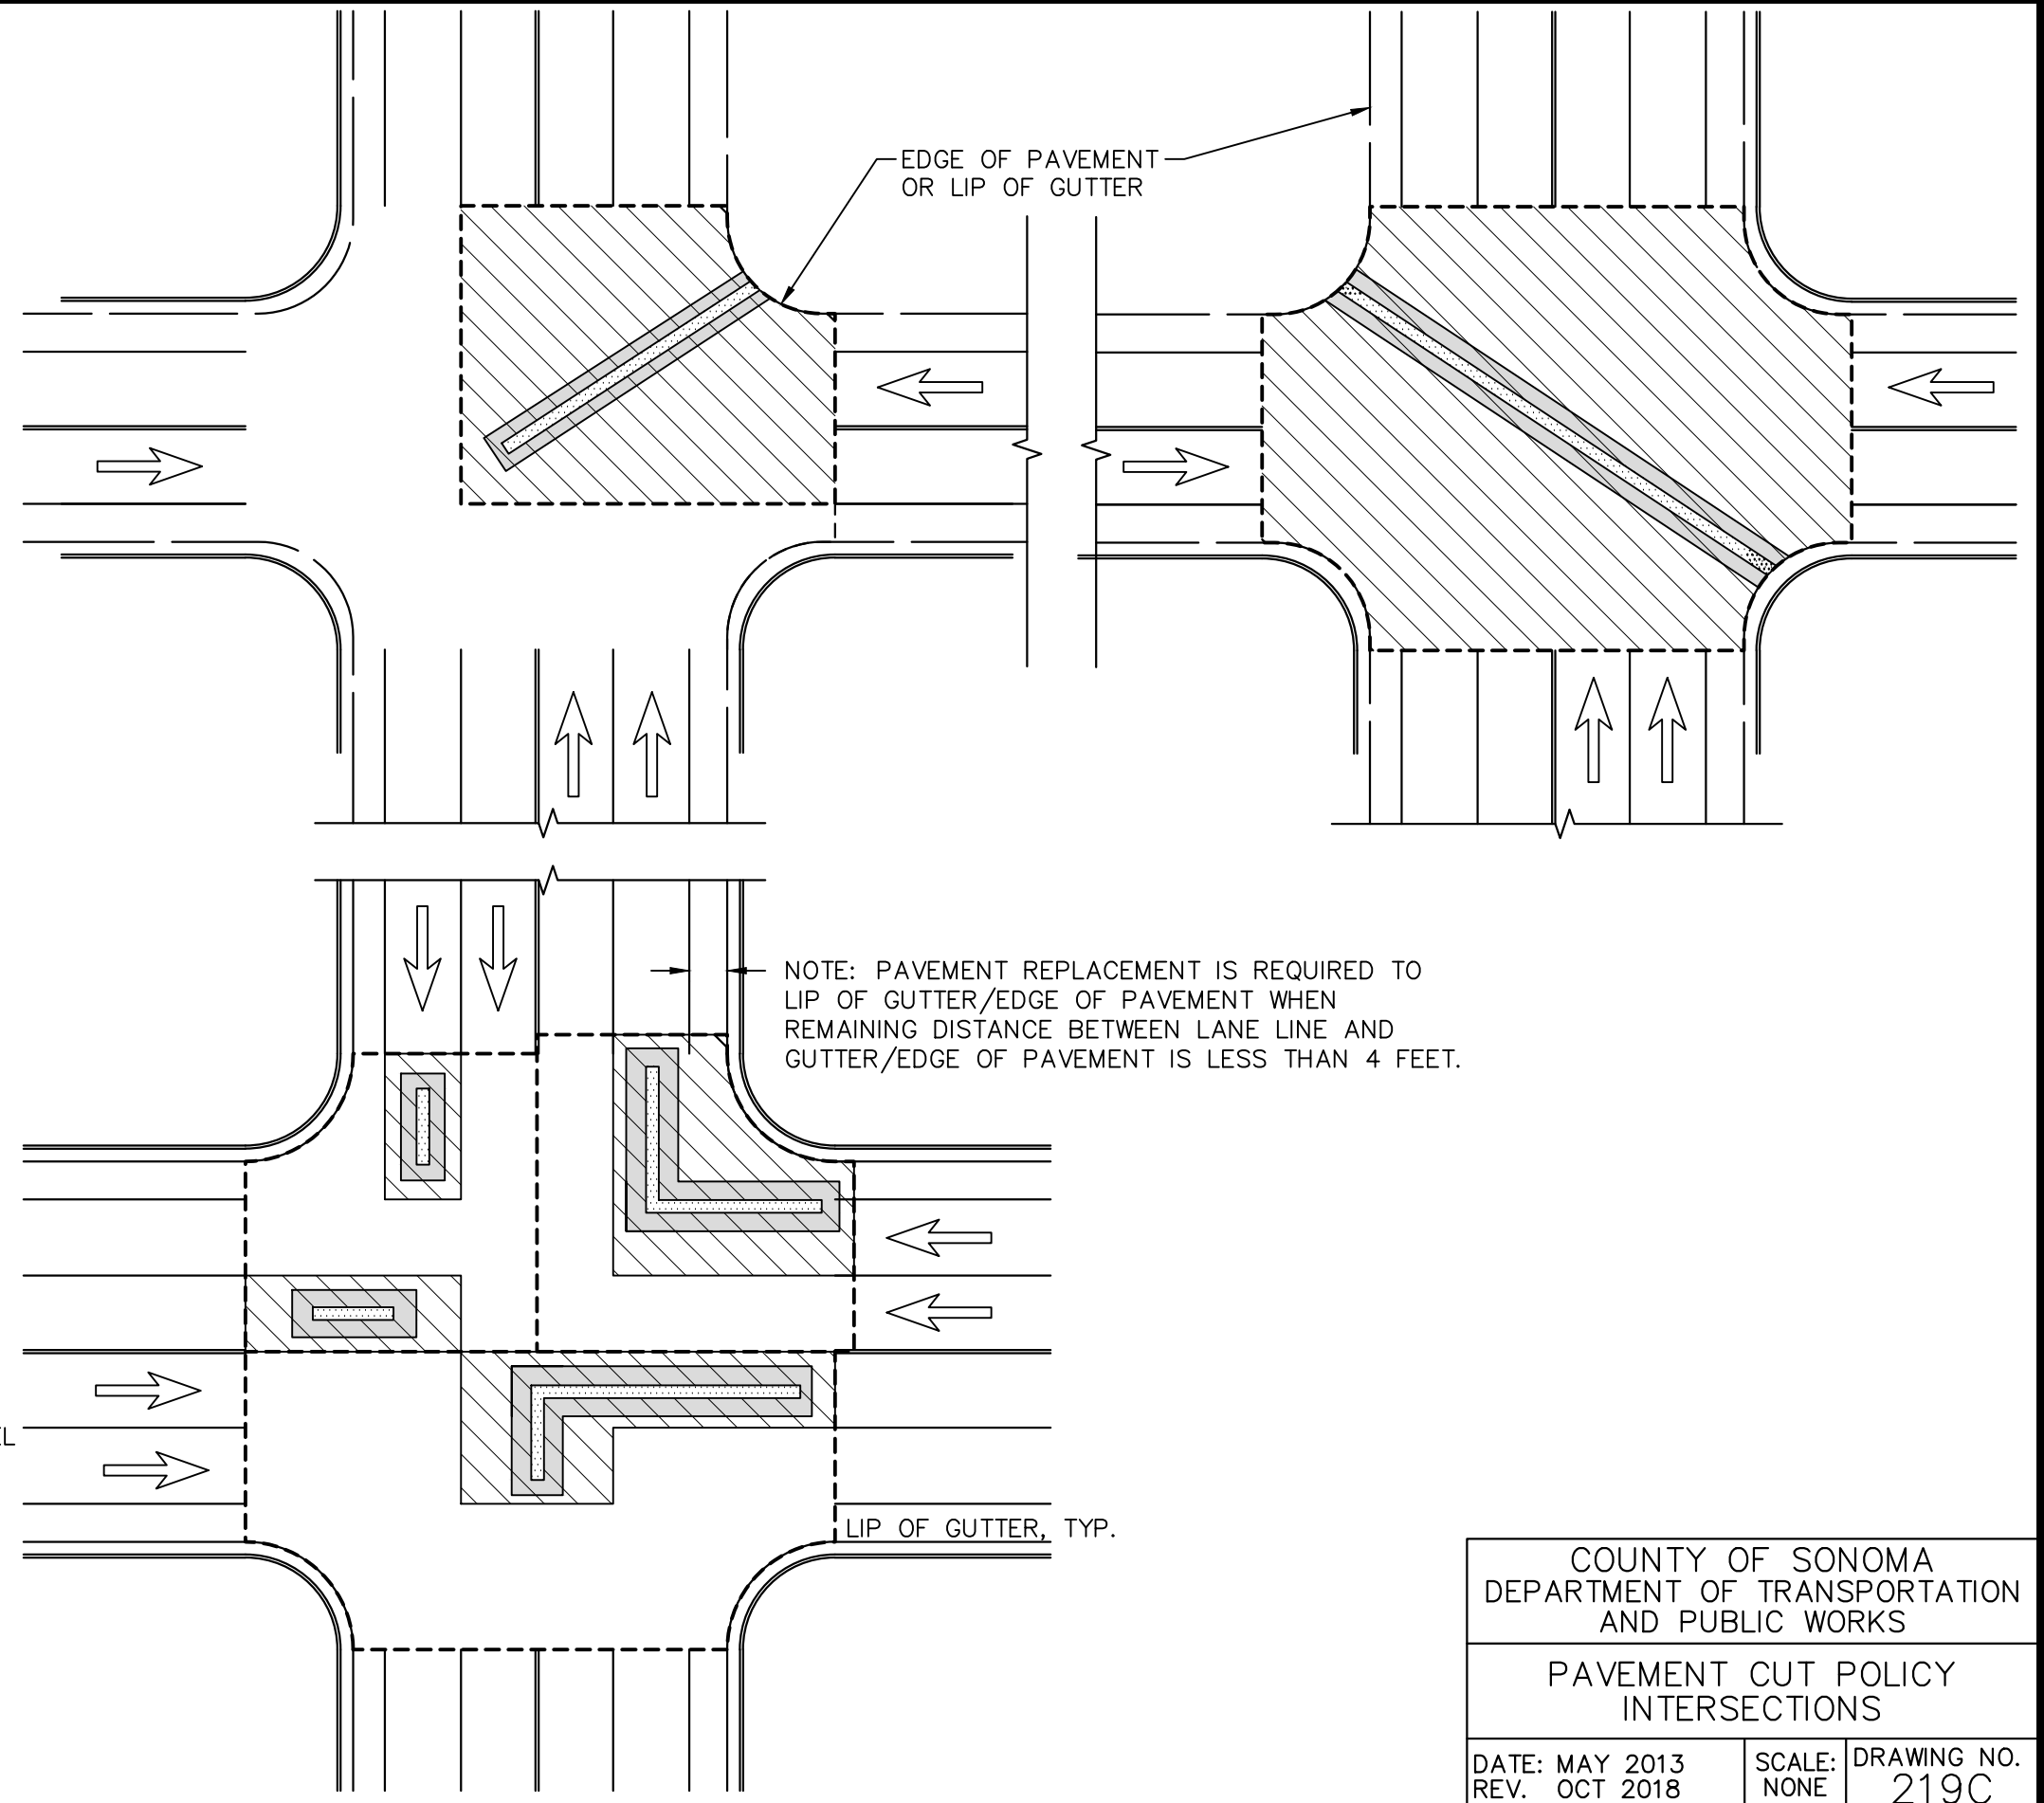 EDGE OF PAVEMENT
OR LIP OF GUTTER
NOTE: PAVEMENT REPLACEMENT IS REQUIRED TO
LIP OF GUTTER/EDGE OF PAVEMENT WHEN
REMAINING DISTANCE BETWEEN LANE LINE AND
GUTTER/EDGE OF PAVEMENT IS LESS THAN 4 FEET.
LIP OF GUTTER, TYP.
COUNTY OF SONOMA
DEPARTMENT OF TRANSPORTATION
AND PUBLIC WORKS
PAVEMENT CUT POLICY
INTERSECTIONS
DATE: MAY 2013
REV. OCT 2018
SCALE:
NONE
DRAWING NO.
219C